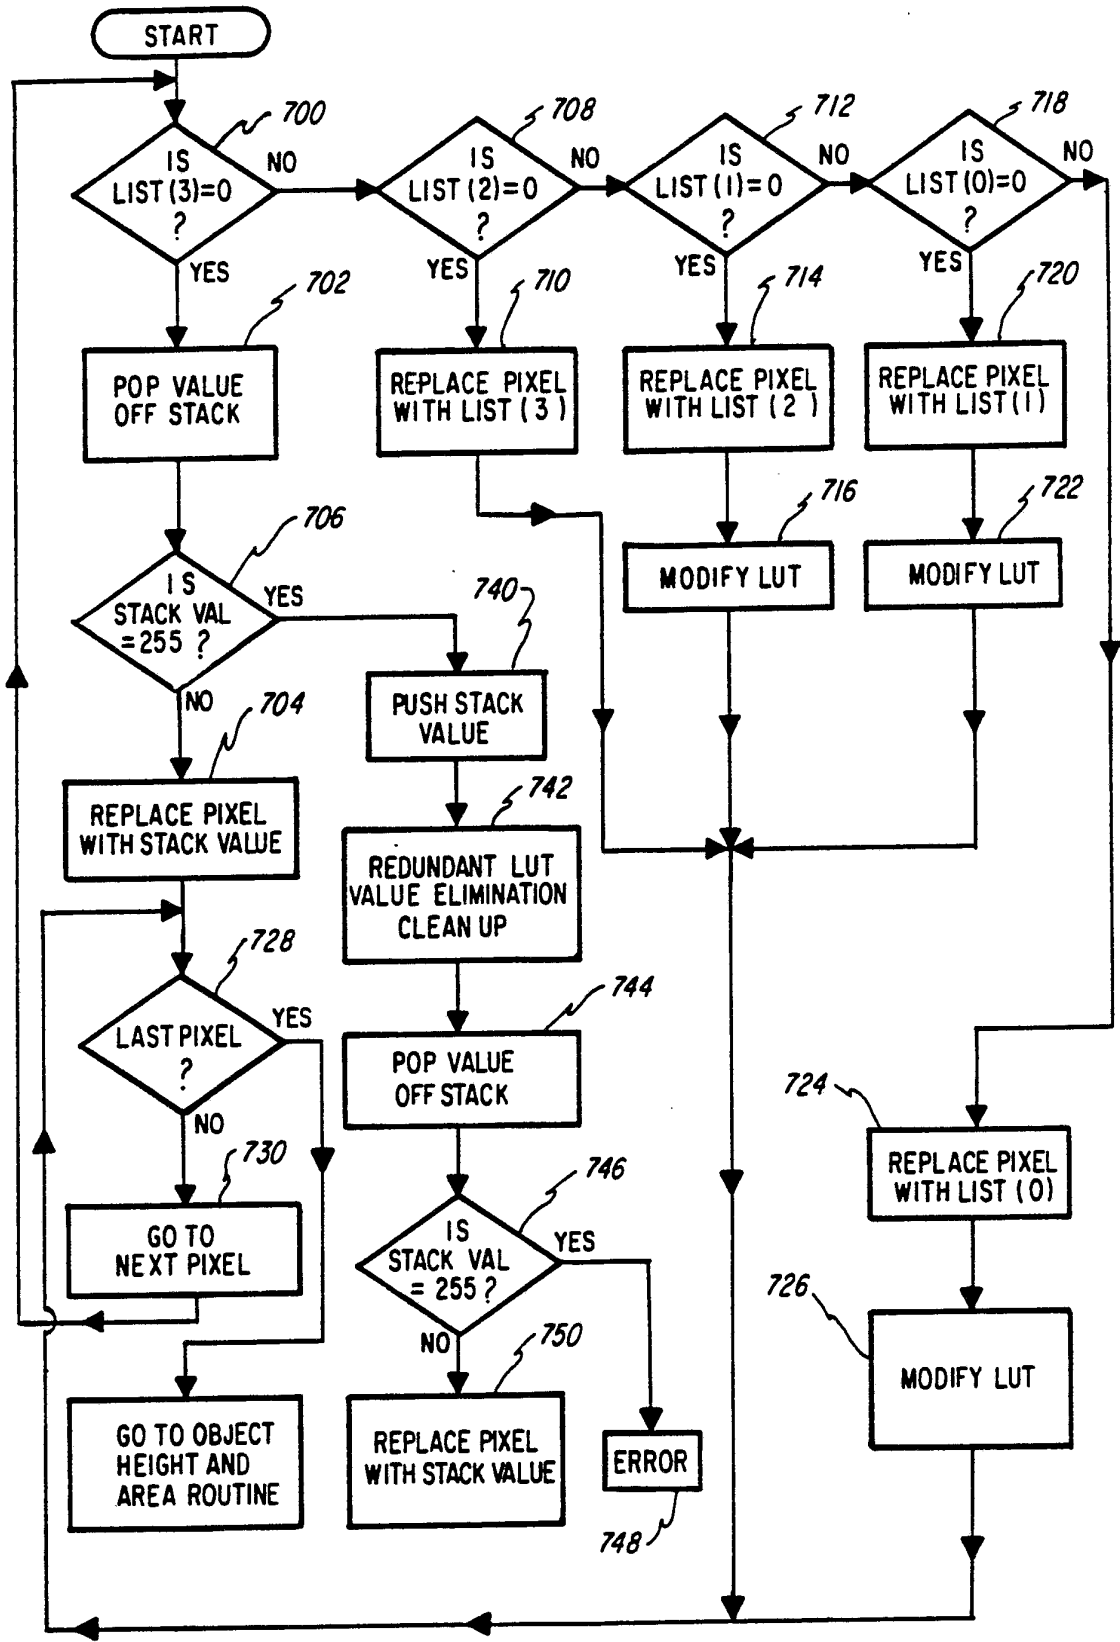 START
700
IS
LIST(3)=0
?
NO
YES
708
IS
LIST(2)=0
?
NO
YES
712
IS
LIST(1)=0
?
NO
YES
718
IS
LIST(0)=0
?
NO
YES
702
POP VALUE
OFF STACK
710
REPLACE PIXEL
WITH LIST(3)
714
REPLACE PIXEL
WITH LIST(2)
720
REPLACE PIXEL
WITH LIST(1)
716
MODIFY LUT
722
MODIFY LUT
706
IS
STACK VAL
=255 ?
YES
NO
740
PUSH STACK
VALUE
704
REPLACE PIXEL
WITH STACK VALUE
742
REDUNDANT LUT
VALUE ELIMINATION
CLEAN UP
728
LAST PIXEL
?
YES
NO
744
POP VALUE
OFF STACK
730
GO TO
NEXT PIXEL
746
IS
STACK VAL
= 255 ?
YES
NO
724
REPLACE PIXEL
WITH LIST(0)
726
MODIFY LUT
GO TO OBJECT
HEIGHT AND
AREA ROUTINE
750
REPLACE PIXEL
WITH STACK VALUE
ERROR
748